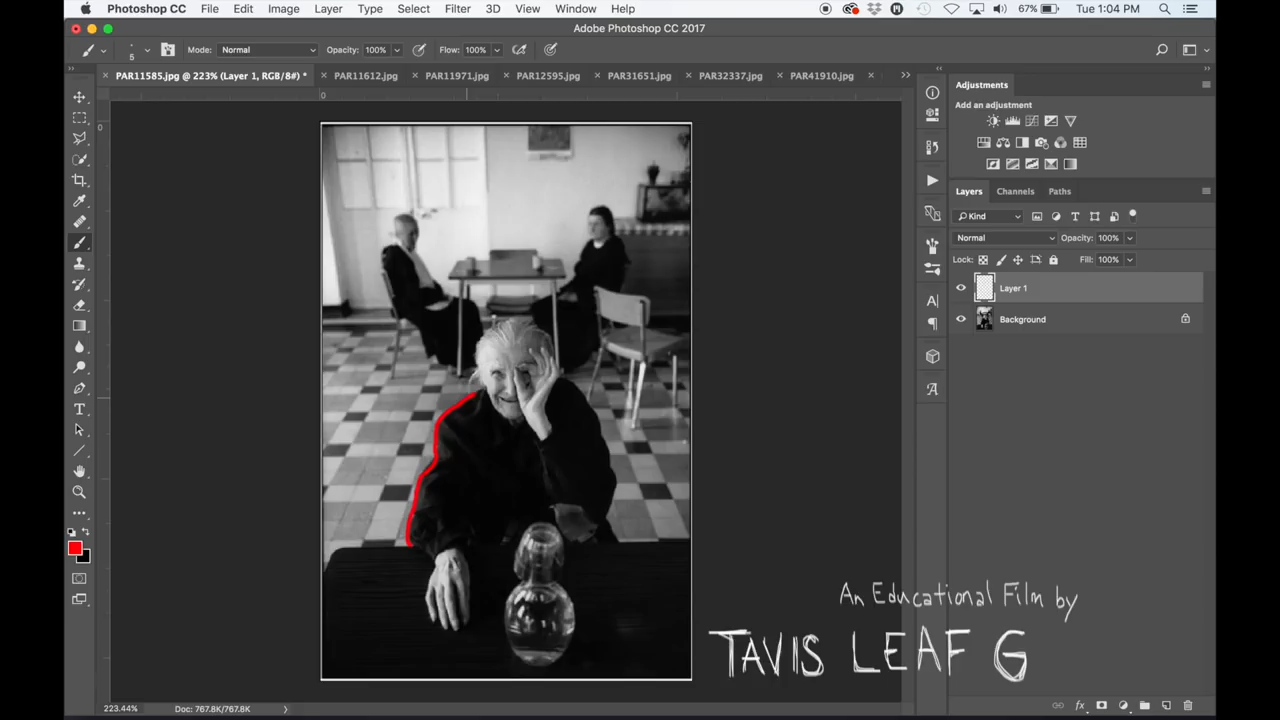 Photoshop CC File Edit Image Layer Type Select Filter 3D View Window Help 67% Tue 1:04 PM
Adobe Photoshop CC 2017
5 Mode: Normal Opacity: 100% Flow: 100%
PAR11585.jpg @ 223% (Layer 1, RGB/8#) * PAR11612.jpg PAR11971.jpg PAR12595.jpg PAR31651.jpg PAR32337.jpg PAR41910.jpg
Adjustments
0
Add an adjustment
0
Layers Channels Paths
Kind
Normal Opacity: 100%
Lock: Fill: 100%
Layer 1
Background
An Educational Film by
TAVIS LEAF G
223.44% Doc: 767.8K/767.8K